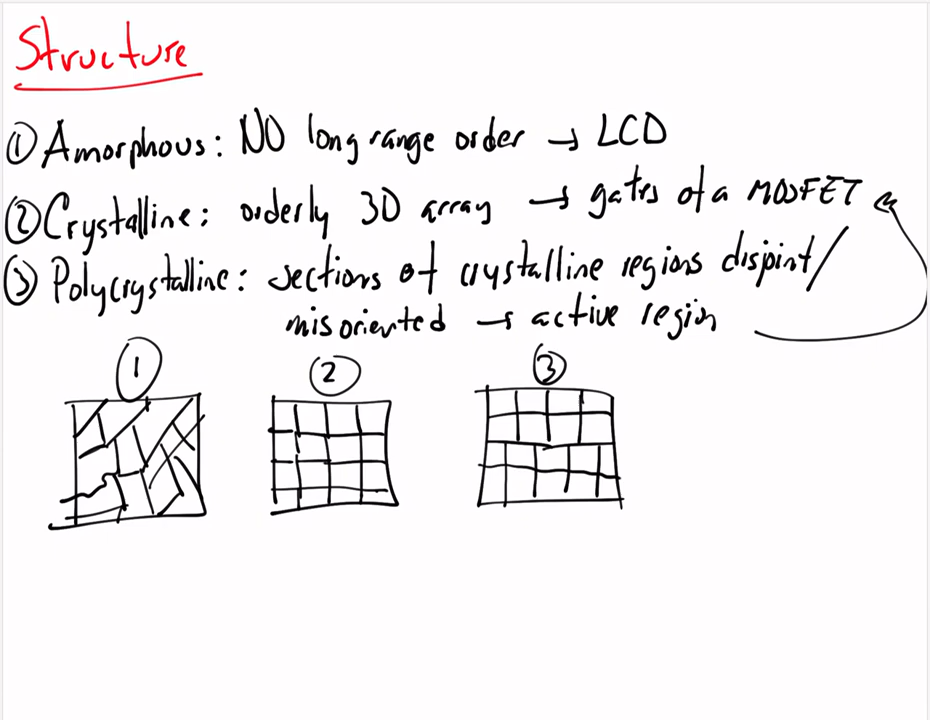 Structure
① Amorphous: NO long range order → LCD
② Crystalline: orderly 3D array → gates of a MOSFET
③ Polycrystalline: sections of crystalline regions disjoint/
misoriented → active region
① ② ③